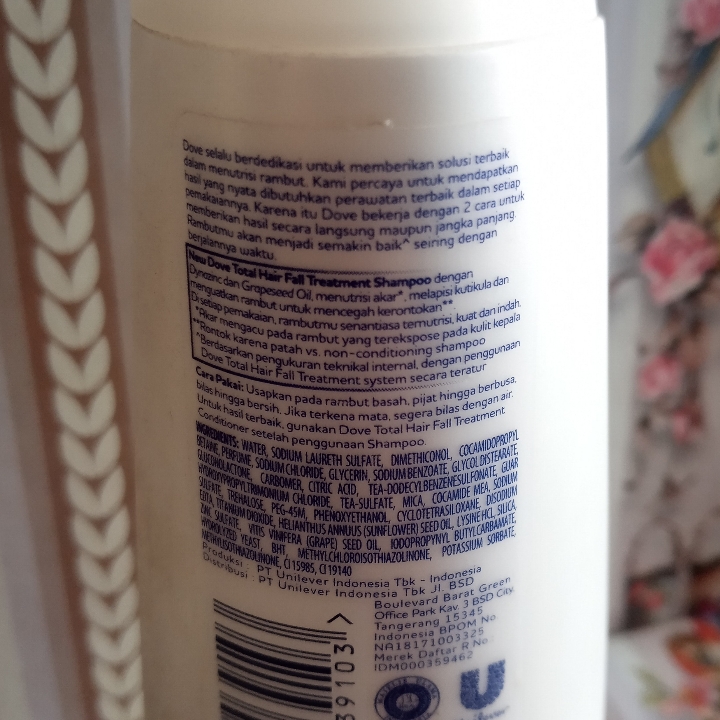 Dove selalu berdedikasi untuk memberikan solusi terbaik
dalam menutrisi rambut. Kami percaya untuk mendapatkan
hasil yang nyata dibutuhkan perawatan terbaik dalam setiap
pemakaiannya. Karena itu Dove bekerja dengan 2 cara untuk
memberikan hasil secara langsung maupun jangka panjang.
Rambutmu akan menjadi semakin baik^ seiring dengan
berjalannya waktu.
New Dove Total Hair Fall Treatment Shampoo dengan
Dynozinc dan Grapeseed Oil, menutrisi akar*, melapisi kutikula dan
menguatkan rambut untuk mencegah kerontokan**
Di setiap pemakaian, rambutmu senantiasa ternutrisi, kuat dan indah.
*Akar mengacu pada rambut yang terekspose pada kulit kepala
**Rontok karena patah vs. non-conditioning shampoo
^Berdasarkan pengukuran teknikal internal, dengan penggunaan
Dove Total Hair Fall Treatment system secara teratur
Cara Pakai: Usapkan pada rambut basah, pijat hingga berbusa,
bilas hingga bersih. Jika terkena mata, segera bilas dengan air.
Untuk hasil terbaik, gunakan Dove Total Hair Fall Treatment
Conditioner setelah penggunaan Shampoo.
INGREDIENTS: WATER, SODIUM LAURETH SULFATE, DIMETHICONOL, COCAMIDOPROPYL
BETAINE, PERFUME, SODIUM CHLORIDE, GLYCERIN, SODIUM BENZOATE, GLYCOL DISTEARATE,
GLUCONOLACTONE, CARBOMER, CITRIC ACID, TEA-DODECYLBENZENESULFONATE, GUAR
HYDROXYPROPYLTRIMONIUM CHLORIDE, TEA-SULFATE, MICA, COCAMIDE MEA, SODIUM
SULFATE, TREHALOSE, PEG-45M, PHENOXYETHANOL, CYCLOTETRASILOXANE, DISODIUM
EDTA, TITANIUM DIOXIDE, HELIANTHUS ANNUUS (SUNFLOWER) SEED OIL, LYSINE HCL, SILICA,
ZINC SULFATE, VITIS VINIFERA (GRAPE) SEED OIL, IODOPROPYNYL BUTYLCARBAMATE,
HYDROLYZED YEAST, BHT, METHYLCHLOROISOTHIAZOLINONE, POTASSIUM SORBATE,
METHYLISOTHIAZOLINONE, CI 15985, CI 19140
Produksi : PT Unilever Indonesia Tbk - Indonesia
Distribusi : PT Unilever Indonesia Tbk Jl. BSD
Boulevard Barat Green
Office Park Kav. 3 BSD City,
Tangerang 15345
Indonesia BPOM No
NA18171003325
Merek Daftar R No:
IDM000359462
39103